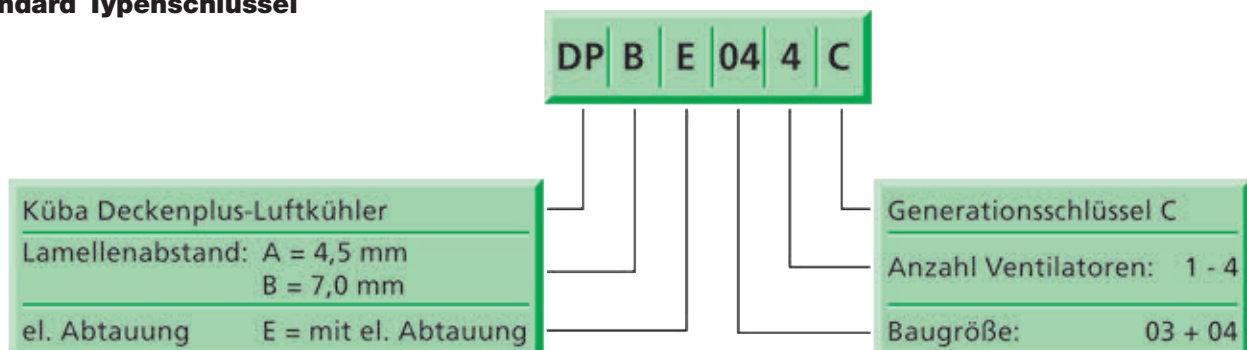 Typenschlüssel
DP B E 04 4 C
Küba Deckenplus-Luftkühler
Lamellenabstand: A = 4,5 mm
B = 7,0 mm
el. Abtauung E = mit el. Abtauung
Generationsschlüssel C
Anzahl Ventilatoren: 1 - 4
Baugröße: 03 + 04